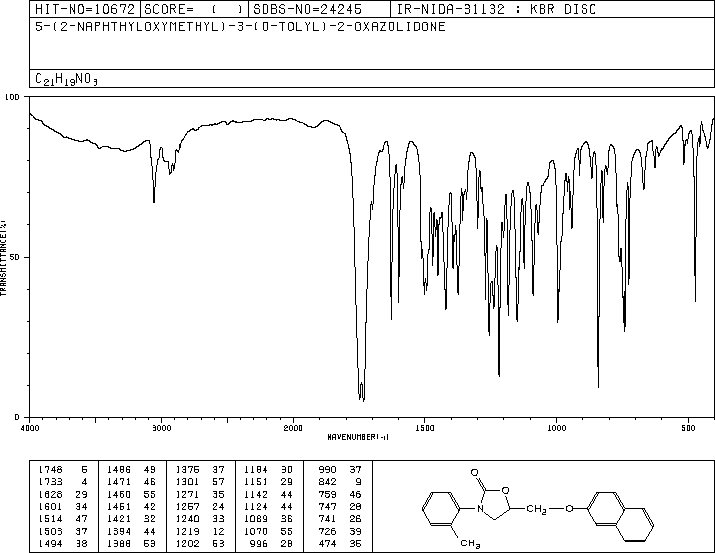 HIT-NO=10672 SCORE= ( ) SDBS-NO=24245 IR-NIDA-31132 : KBR DISC
5-(2-NAPHTHYLOXYMETHYL)-3-(O-TOLYL)-2-OXAZOLIDONE
C21H19NO3
100
50
0
TRANSMITTANCE(%)
4000 3000 2000 1500 1000 500
WAVENUMBER(-1)
1748 5 1486 49 1376 37 1184 30 990 37
1733 4 1471 46 1301 57 1151 29 842 9
1628 29 1460 55 1271 35 1142 44 759 46
1601 34 1451 42 1257 24 1124 44 747 28
1514 47 1421 32 1240 33 1089 36 741 26
1503 37 1394 44 1219 12 1070 55 726 39
1494 38 1388 53 1202 53 996 28 474 35
O
O
N
CH2 O
CH3